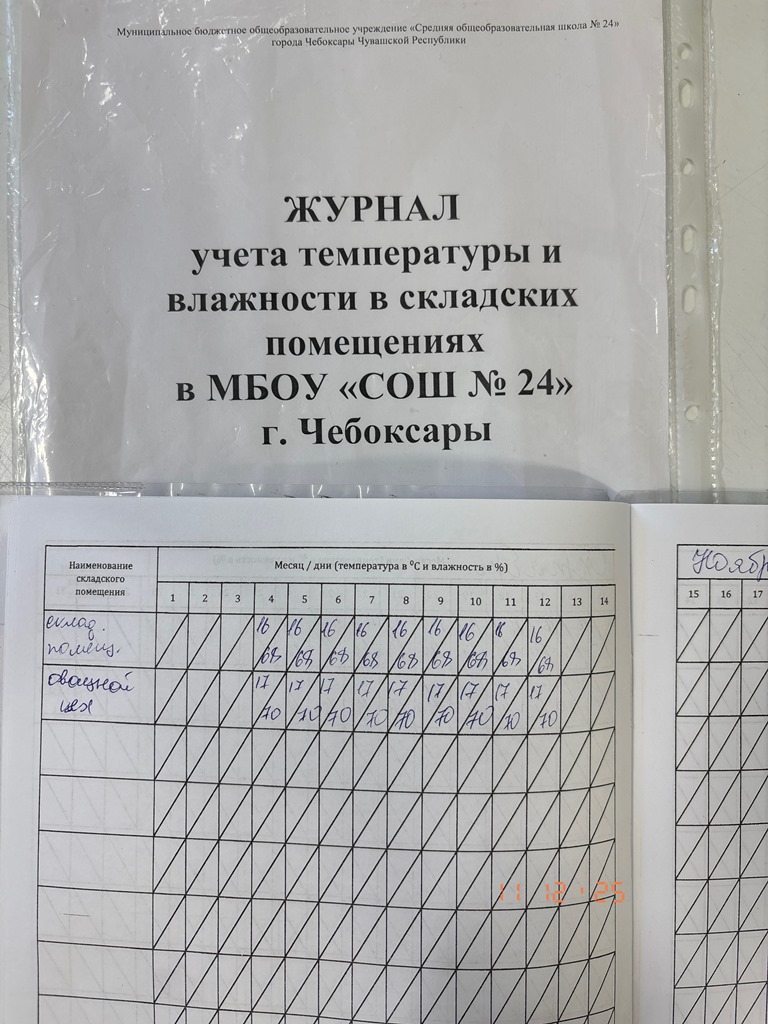 Муниципальное бюджетное общеобразовательное учреждение «Средняя общеобразовательная школа № 24»
города Чебоксары Чувашской Республики
ЖУРНАЛ
учета температуры и
влажности в складских
помещениях
в МБОУ «СОШ № 24»
г. Чебоксары
Наименование складского помещения
Месяц / дни (температура в ⁰С и влажность в %)
Ноябр
1 2 3 4 5 6 7 8 9 10 11 12 13 14 15 16 17
склад. 16 16 16 16 16 16 16 16 16
помещ. 68 68 68 68 68 68 68 68 68
овощной 17 17 17 17 17 17 17 17 17
цех 70 70 70 70 70 70 70 70 70
11 12 '25